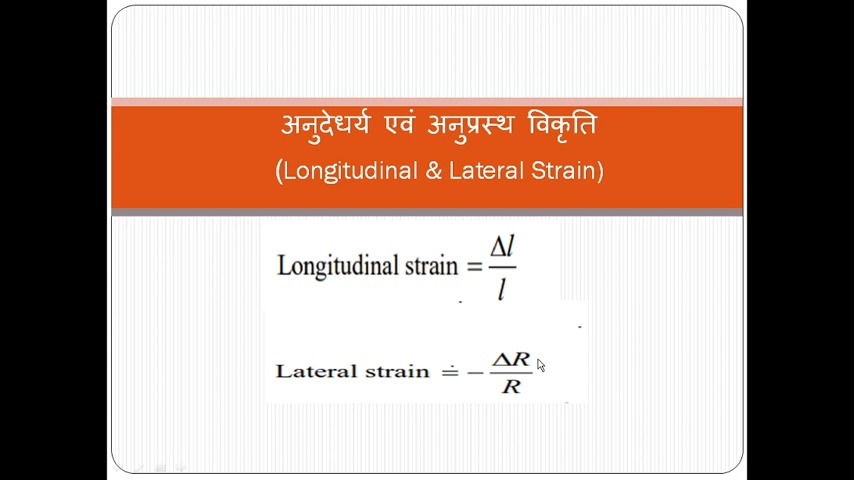 अनुदेधर्य एवं अनुप्रस्थ विकृति
(Longitudinal & Lateral Strain)
Longitudinal strain = Δl / l
Lateral strain ≐ − ΔR / R